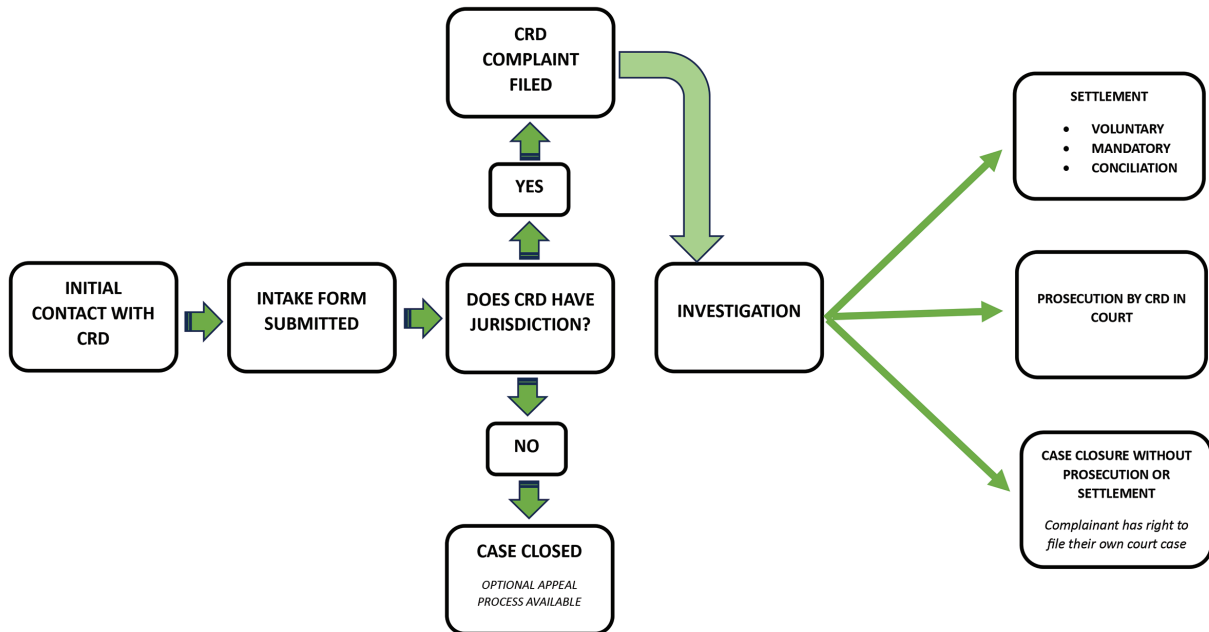 INITIAL
CONTACT WITH
CRD
INTAKE FORM
SUBMITTED
DOES CRD HAVE
JURISDICTION?
YES
CRD
COMPLAINT
FILED
NO
CASE CLOSED
OPTIONAL APPEAL
PROCESS AVAILABLE
INVESTIGATION
SETTLEMENT
• VOLUNTARY
• MANDATORY
• CONCILIATION
PROSECUTION BY CRD IN
COURT
CASE CLOSURE WITHOUT
PROSECUTION OR
SETTLEMENT
Complainant has right to
file their own court case